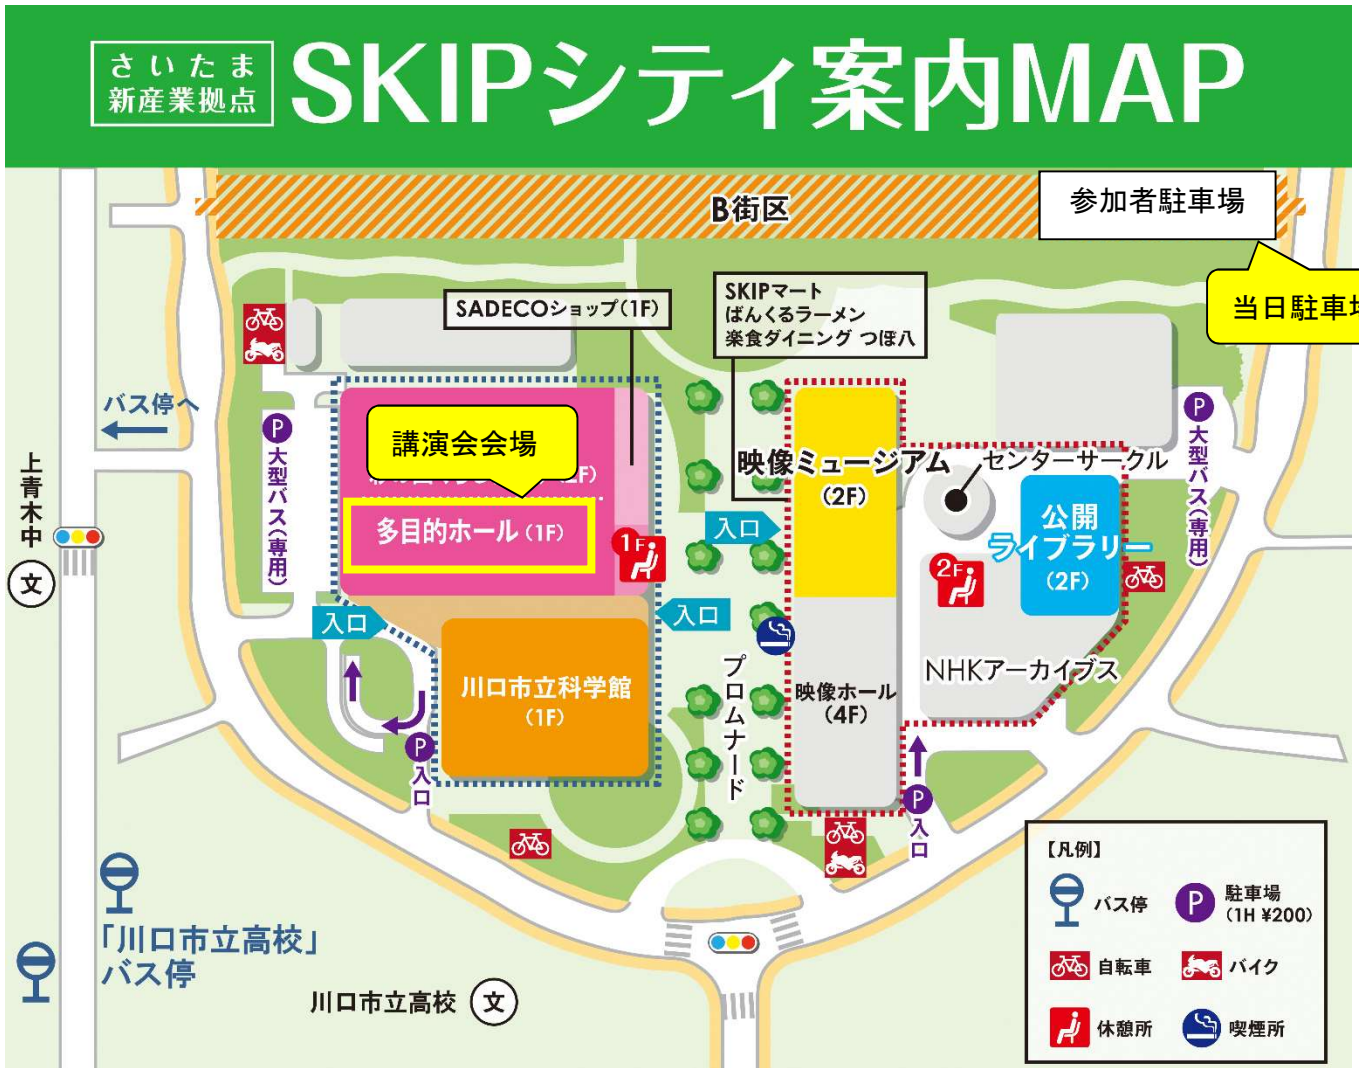 さいたま
新産業拠点
SKIPシティ案内MAP
B街区
参加者駐車場
当日駐車
SADECOショップ(1F)
SKIPマート
ばんくるラーメン
楽食ダイニング つぼ八
バス停へ
P
大型バス(専用)
講演会会場
多目的ホール(1F)
1F
入口
入口
川口市立科学館
(1F)
P
入口
上青木中
文
映像ミュージアム
(2F)
センターサークル
入口
公開
ライブラリー
(2F)
2F
NHKアーカイブス
映像ホール
(4F)
プロムナード
P
大型バス(専用)
P
入口
「川口市立高校」
バス停
川口市立高校
文
【凡例】
バス停
P
駐車場
(1H ¥200)
自転車
バイク
休憩所
喫煙所